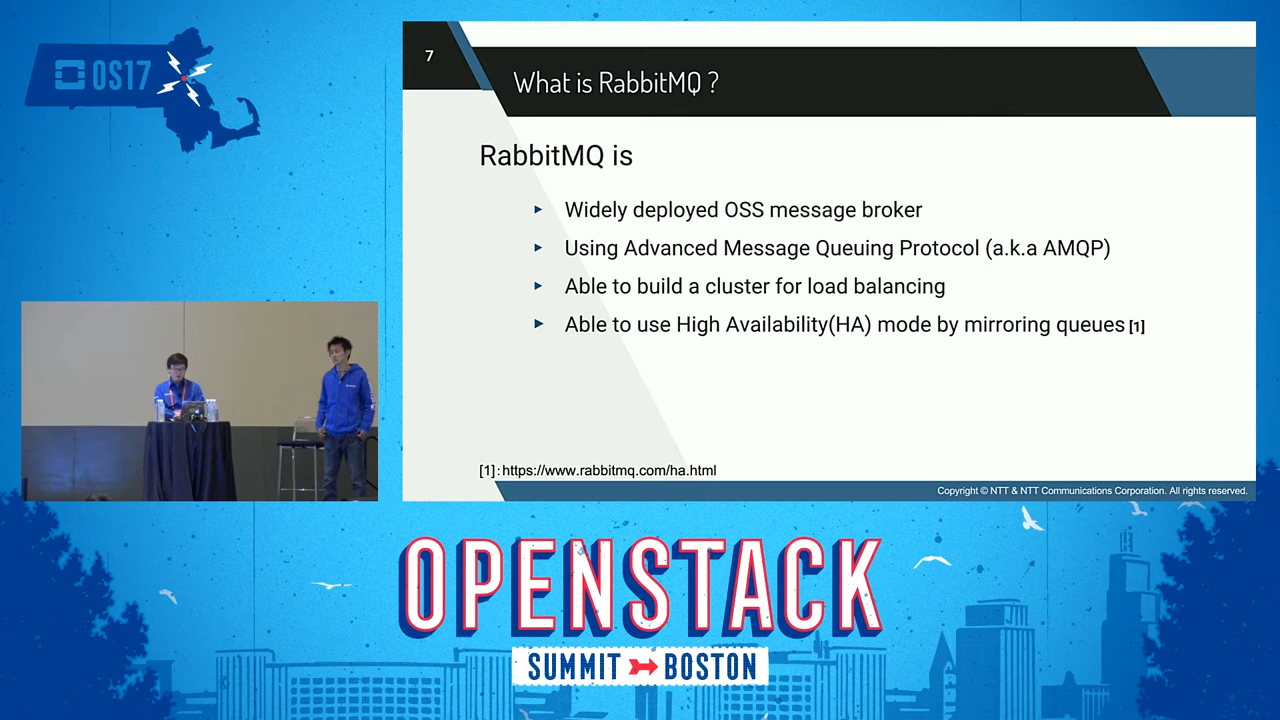 OS17
7
What is RabbitMQ ?
RabbitMQ is
Widely deployed OSS message broker
Using Advanced Message Queuing Protocol (a.k.a AMQP)
Able to build a cluster for load balancing
Able to use High Availability(HA) mode by mirroring queues [1]
[1]: https://www.rabbitmq.com/ha.html
Copyright © NTT & NTT Communications Corporation. All rights reserved.
OPENSTACK
SUMMIT BOSTON